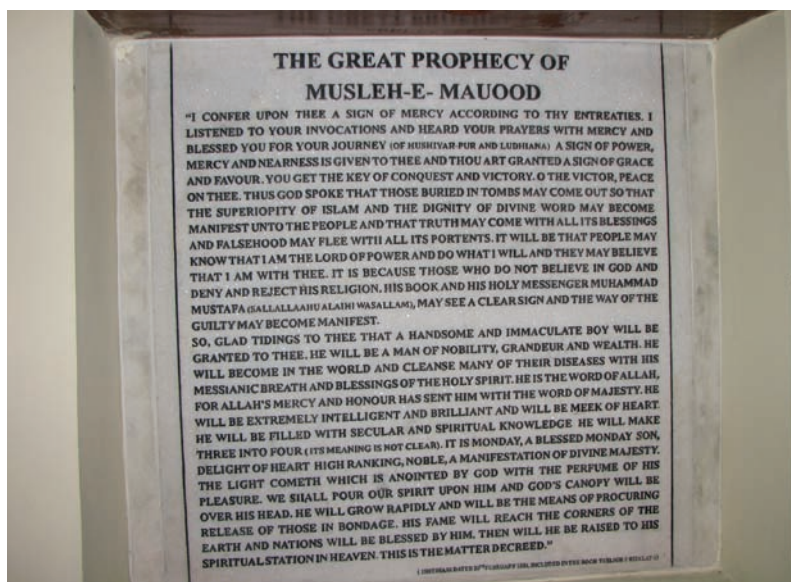 THE GREAT PROPHECY OF
MUSLEH-E- MAUOOD
"I CONFER UPON THEE A SIGN OF MERCY ACCORDING TO THY ENTREATIES. I
LISTENED TO YOUR INVOCATIONS AND HEARD YOUR PRAYERS WITH MERCY AND
BLESSED YOU FOR YOUR JOURNEY (OF HUSHIYAR-PUR AND LUDHIANA) A SIGN OF POWER,
MERCY AND NEARNESS IS GIVEN TO THEE AND THOU ART GRANTED A SIGN OF GRACE
AND FAVOUR. YOU GET THE KEY OF CONQUEST AND VICTORY. O THE VICTOR, PEACE
ON THEE. THUS GOD SPOKE THAT THOSE BURIED IN TOMBS MAY COME OUT SO THAT
THE SUPERIOPITY OF ISLAM AND THE DIGNITY OF DIVINE WORD MAY BECOME
MANIFEST UNTO THE PEOPLE AND THAT TRUTH MAY COME WITH ALL ITS BLESSINGS
AND FALSEHOOD MAY FLEE WITH ALL ITS PORTENTS. IT WILL BE THAT PEOPLE MAY
KNOW THAT I AM THE LORD OF POWER AND DO WHAT I WILL AND THEY MAY BELIEVE
THAT I AM WITH THEE. IT IS BECAUSE THOSE WHO DO NOT BELIEVE IN GOD AND
DENY AND REJECT HIS RELIGION. HIS BOOK AND HIS HOLY MESSENGER MUHAMMAD
MUSTAFA (SALLALLAAHU ALAIHI WASALLAM), MAY SEE A CLEAR SIGN AND THE WAY OF THE
GUILTY MAY BECOME MANIFEST.
SO, GLAD TIDINGS TO THEE THAT A HANDSOME AND IMMACULATE BOY WILL BE
GRANTED TO THEE. HE WILL BE A MAN OF NOBILITY, GRANDEUR AND WEALTH. HE
WILL BECOME IN THE WORLD AND CLEANSE MANY OF THEIR DISEASES WITH HIS
MESSIANIC BREATH AND BLESSINGS OF THE HOLY SPIRIT. HE IS THE WORD OF ALLAH,
FOR ALLAH'S MERCY AND HONOUR HAS SENT HIM WITH THE WORD OF MAJESTY. HE
WILL BE EXTREMELY INTELLIGENT AND BRILLIANT AND WILL BE MEEK OF HEART
HE WILL BE FILLED WITH SECULAR AND SPIRITUAL KNOWLEDGE HE WILL MAKE
THREE INTO FOUR (ITS MEANING IS NOT CLEAR). IT IS MONDAY, A BLESSED MONDAY SON,
DELIGHT OF HEART HIGH RANKING, NOBLE, A MANIFESTATION OF DIVINE MAJESTY.
THE LIGHT COMETH WHICH IS ANOINTED BY GOD WITH THE PERFUME OF HIS
PLEASURE. WE SHALL POUR OUR SPIRIT UPON HIM AND GOD'S CANOPY WILL BE
OVER HIS HEAD. HE WILL GROW RAPIDLY AND WILL BE THE MEANS OF PROCURING
RELEASE OF THOSE IN BONDAGE. HIS FAME WILL REACH THE CORNERS OF THE
EARTH AND NATIONS WILL BE BLESSED BY HIM. THEN WILL HE BE RAISED TO HIS
SPIRITUAL STATION IN HEAVEN. THIS IS THE MATTER DECREED."